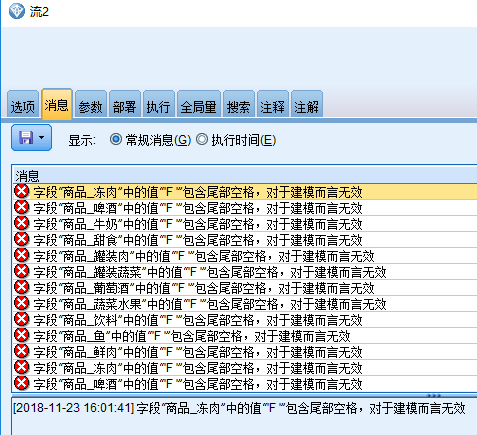 流2
选项 消息 参数 部署 执行 全局量 搜索 注释 注解
显示: 常规消息(G) 执行时间(E)
消息
字段"商品_冻肉"中的值"'F '"包含尾部空格，对于建模而言无效
字段"商品_啤酒"中的值"'F '"包含尾部空格，对于建模而言无效
字段"商品_牛奶"中的值"'F '"包含尾部空格，对于建模而言无效
字段"商品_甜食"中的值"'F '"包含尾部空格，对于建模而言无效
字段"商品_罐装肉"中的值"'F '"包含尾部空格，对于建模而言无效
字段"商品_罐装蔬菜"中的值"'F '"包含尾部空格，对于建模而言无效
字段"商品_葡萄酒"中的值"'F '"包含尾部空格，对于建模而言无效
字段"商品_蔬菜水果"中的值"'F '"包含尾部空格，对于建模而言无效
字段"商品_饮料"中的值"'F '"包含尾部空格，对于建模而言无效
字段"商品_鱼"中的值"'F '"包含尾部空格，对于建模而言无效
字段"商品_鲜肉"中的值"'F '"包含尾部空格，对于建模而言无效
字段"商品_冻肉"中的值"'F '"包含尾部空格，对于建模而言无效
字段"商品_啤酒"中的值"'F '"包含尾部空格，对于建模而言无效
[2018-11-23 16:01:41] 字段"商品_冻肉"中的值"'F '"包含尾部空格，对于建模而言无效